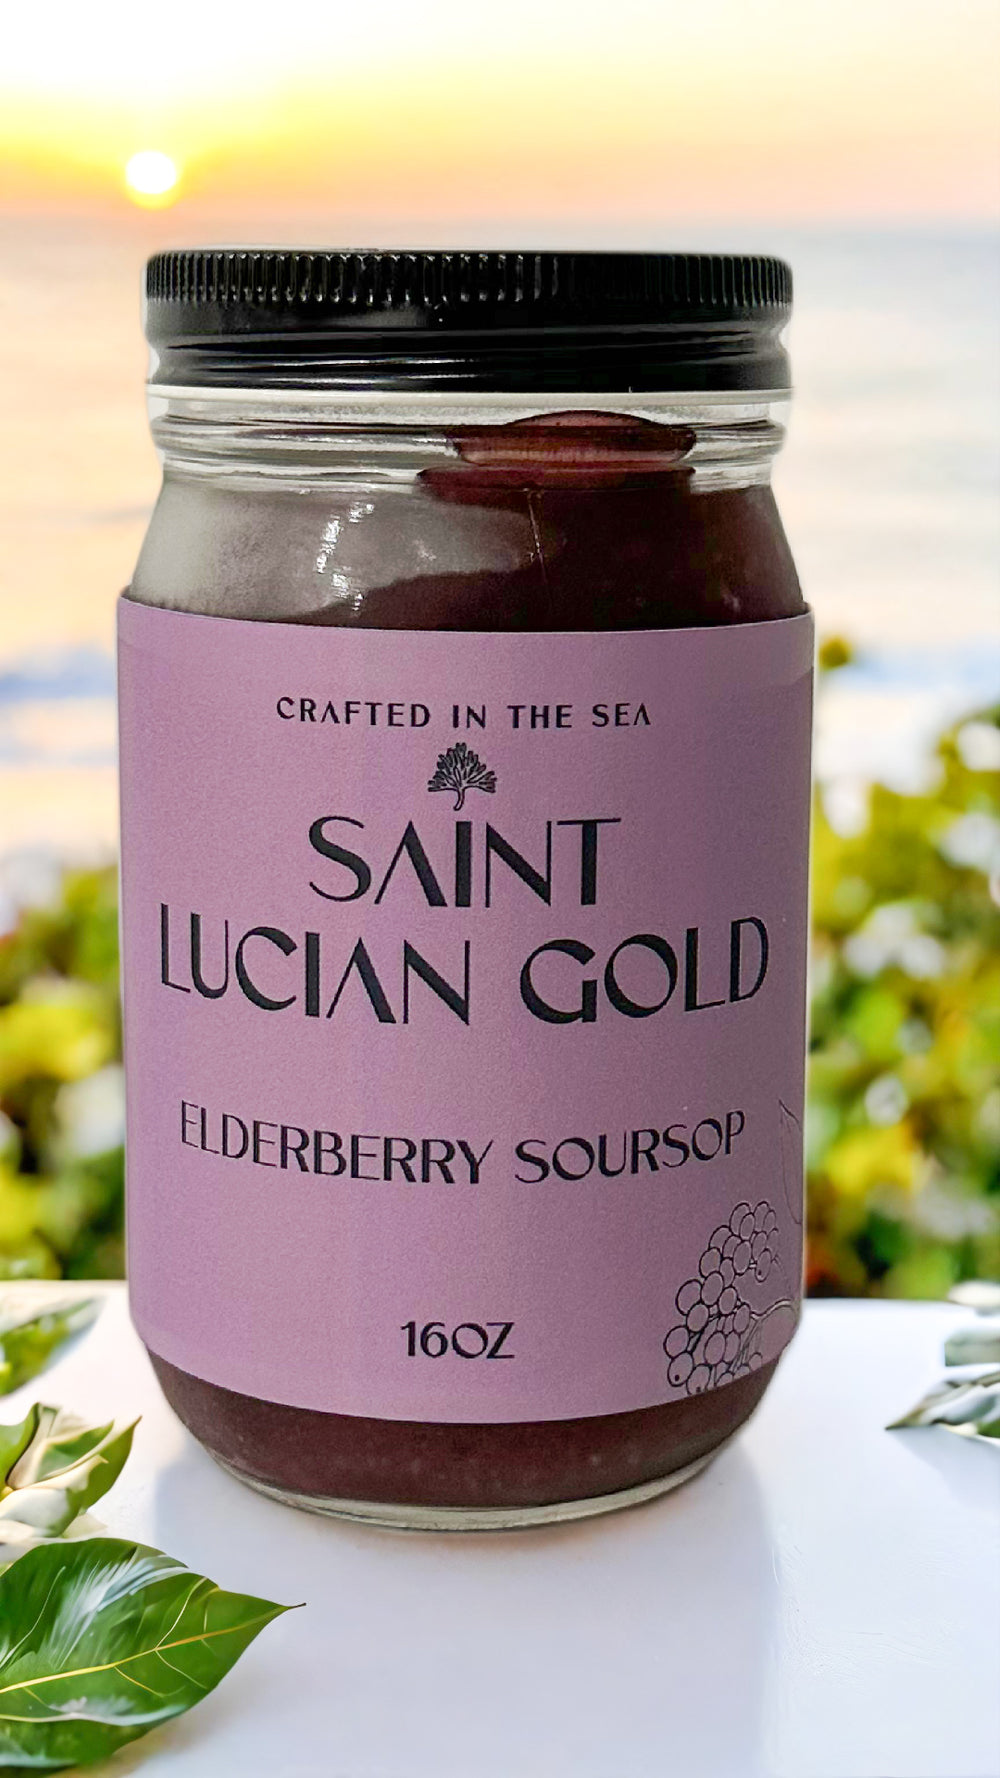 CRAFTED IN THE SEA
SAINT
LUCIAN GOLD
ELDERBERRY SOURSOP
16OZ